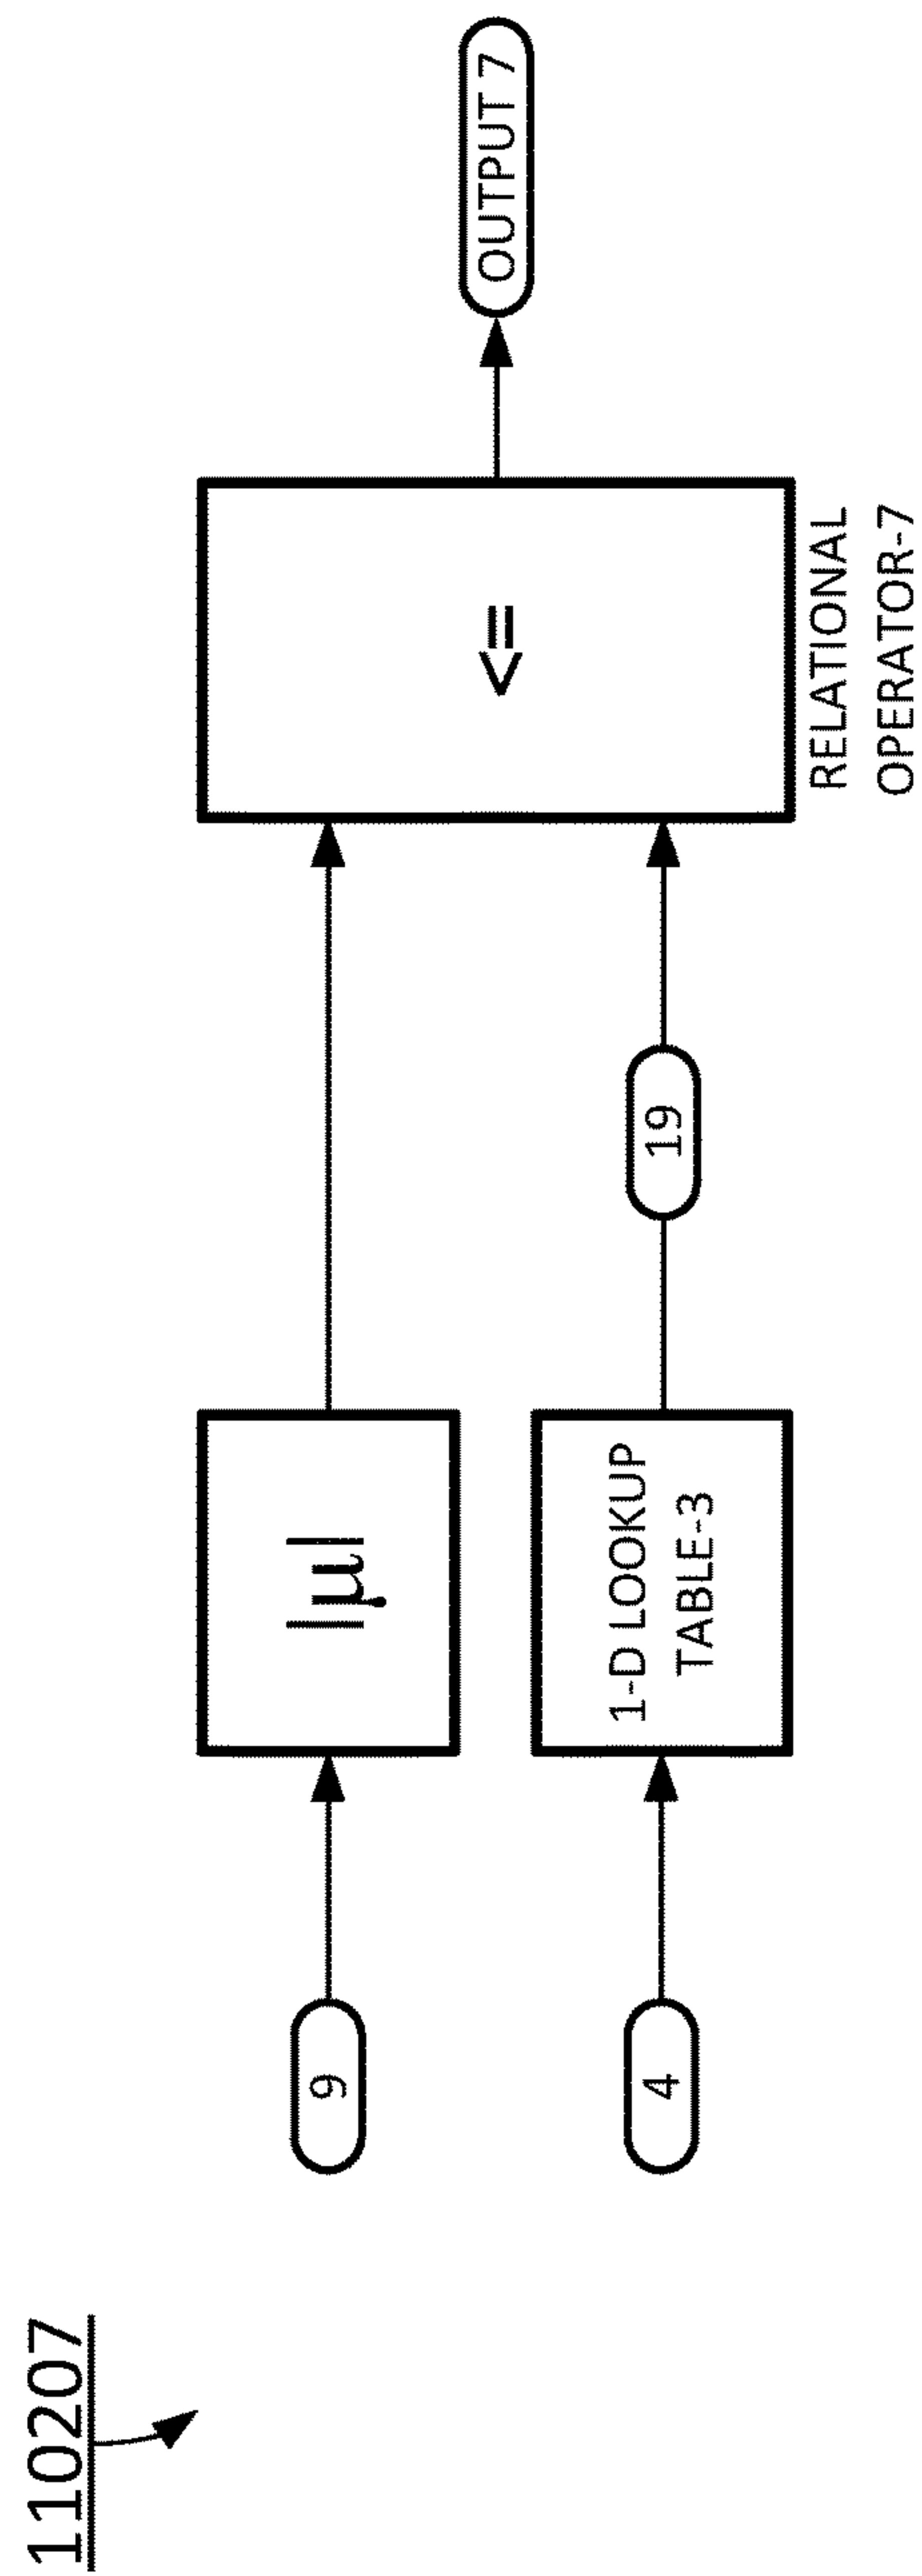 110207
9
|μ|
4
1-D LOOKUP
TABLE-3
19
<=
RELATIONAL
OPERATOR-7
OUTPUT 7